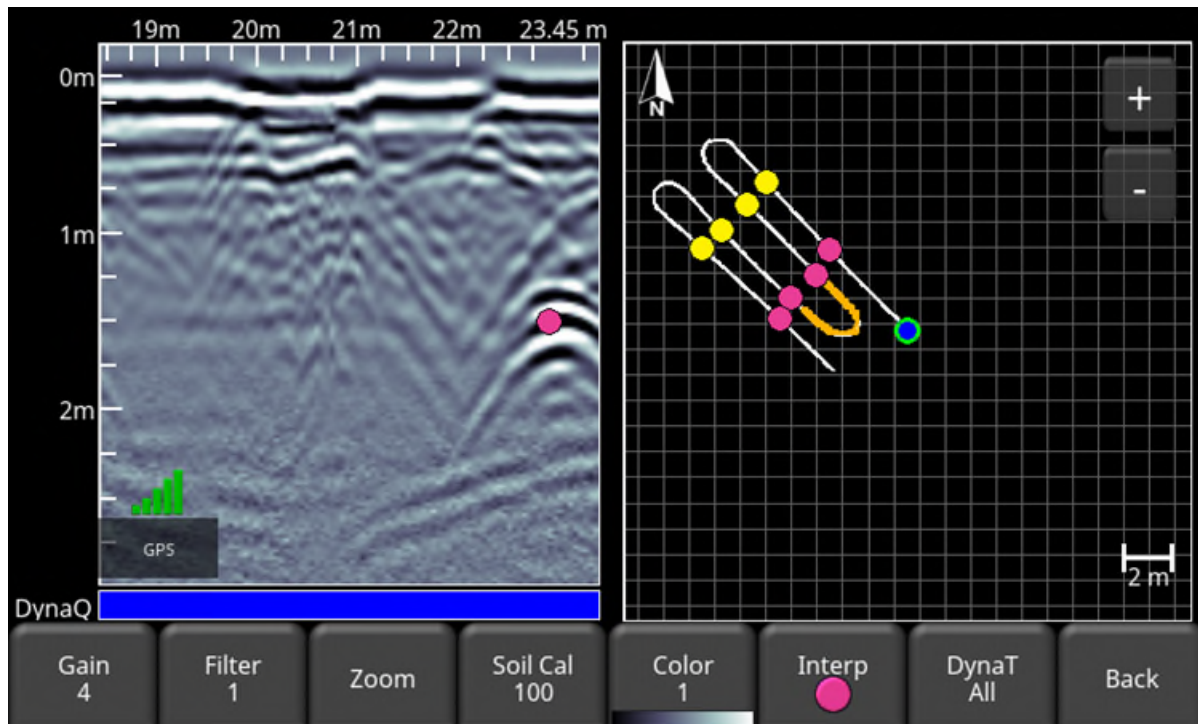 19m 20m 21m 22m 23.45 m
0m
N
+
-
1m
2m
GPS
2 m
DynaQ
Gain Filter Zoom Soil Cal Color Interp DynaT Back
4 1 100 1 All